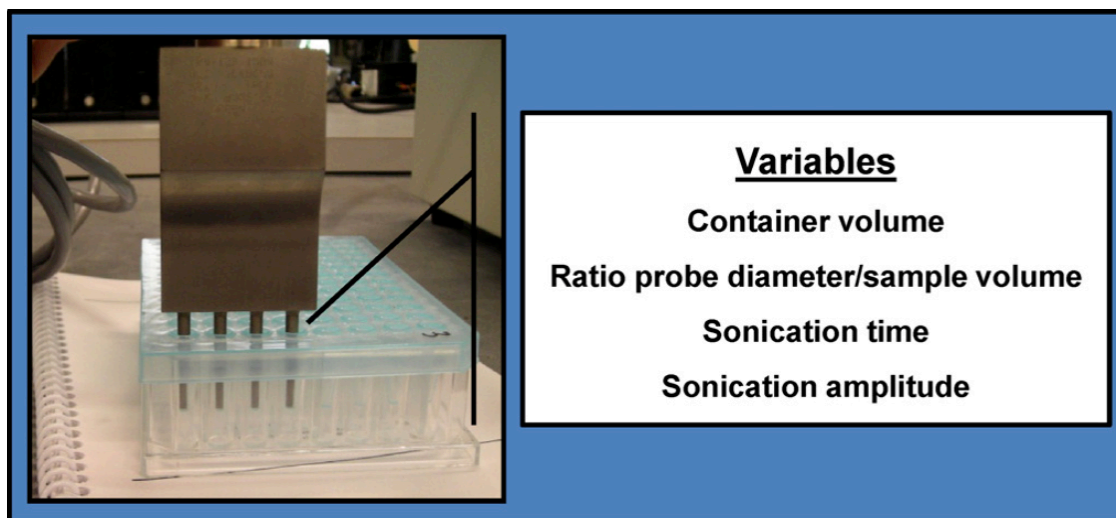 Variables
Container volume
Ratio probe diameter/sample volume
Sonication time
Sonication amplitude